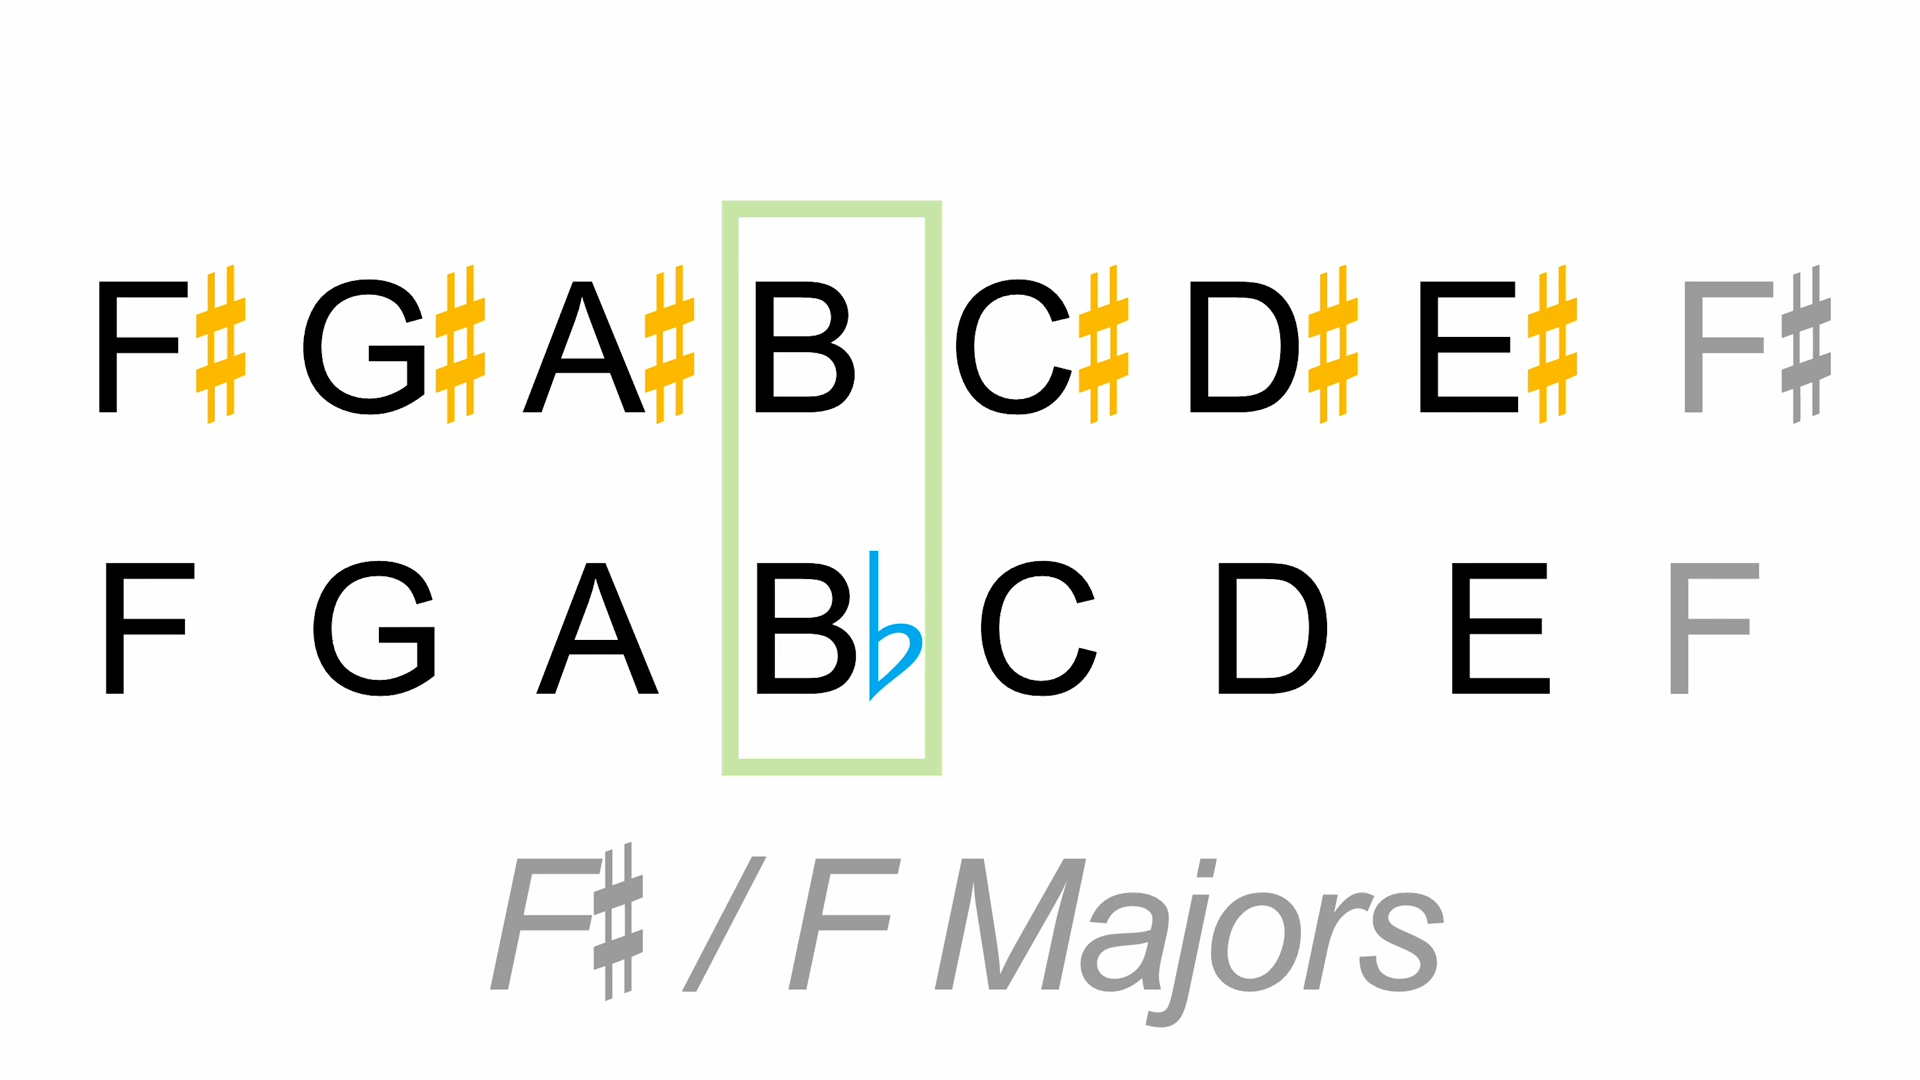 F♯ G♯ A♯ B C♯ D♯ E♯ F♯
F G A B♭ C D E F
F♯ / F Majors